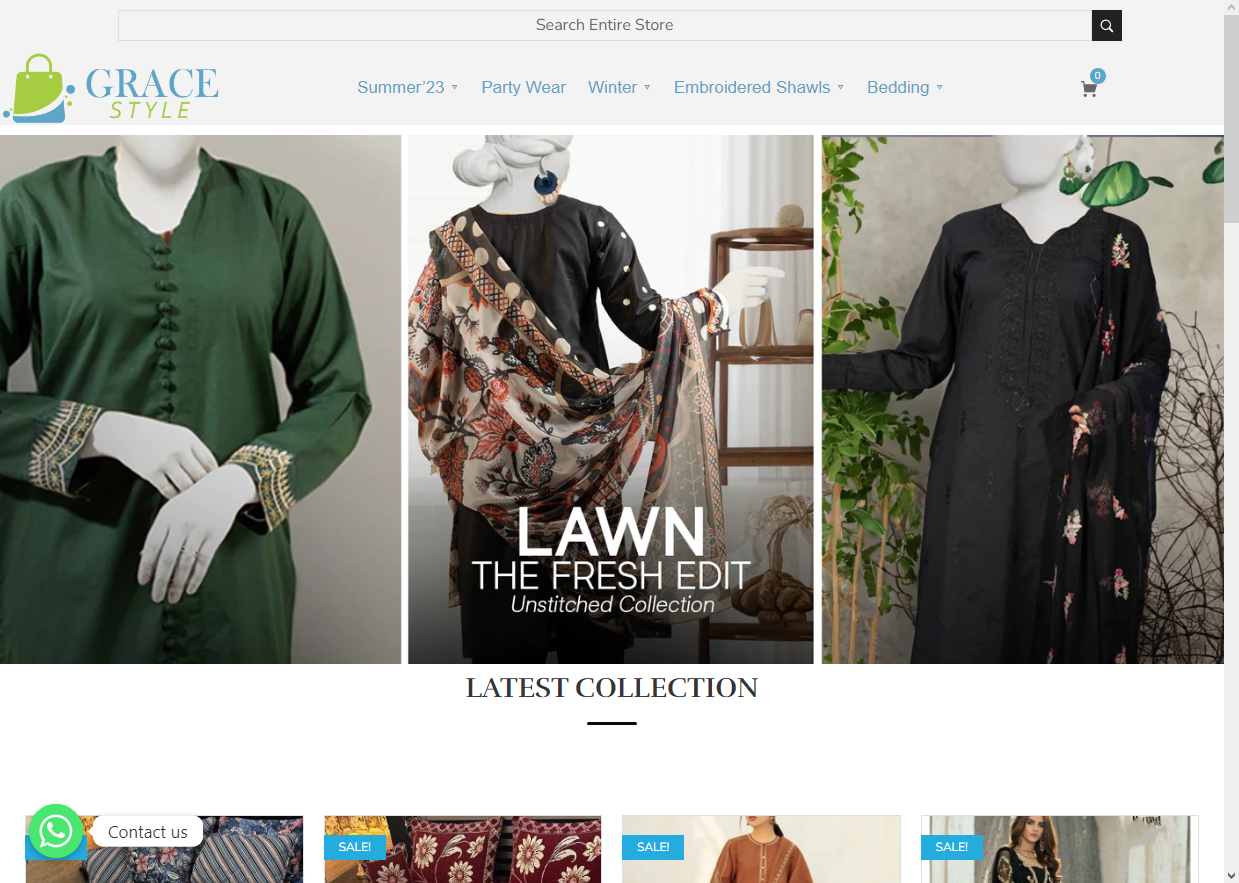 Search Entire Store
GRACE
STYLE
Summer'23
Party Wear
Winter
Embroidered Shawls
Bedding
0
LAWN
THE FRESH EDIT
Unstitched Collection
LATEST COLLECTION
Contact us
SALE!
SALE!
SALE!